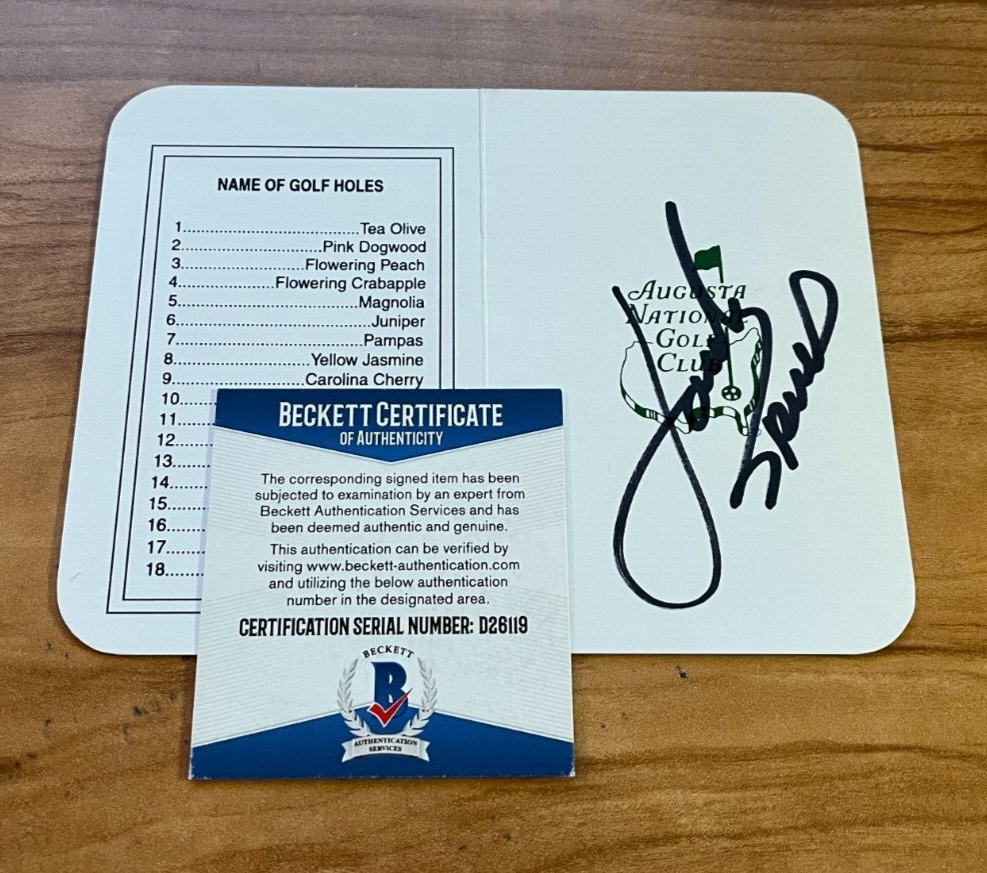 NAME OF GOLF HOLES
1..........................Tea Olive
2.....................Pink Dogwood
3..................Flowering Peach
4..............Flowering Crabapple
5..........................Magnolia
6............................Juniper
7...........................Pampas
8...................Yellow Jasmine
9..................Carolina Cherry
10......
11......
12......
13......
14......
15......
16......
17......
18......
AUGUSTA
NATIONAL
GOLF
CLUB
BECKETT CERTIFICATE
OF AUTHENTICITY
The corresponding signed item has been
subjected to examination by an expert from
Beckett Authentication Services and has
been deemed authentic and genuine.
This authentication can be verified by
visiting www.beckett-authentication.com
and utilizing the below authentication
number in the designated area.
CERTIFICATION SERIAL NUMBER: D26119
BECKETT
B
AUTHENTICATION
SERVICES